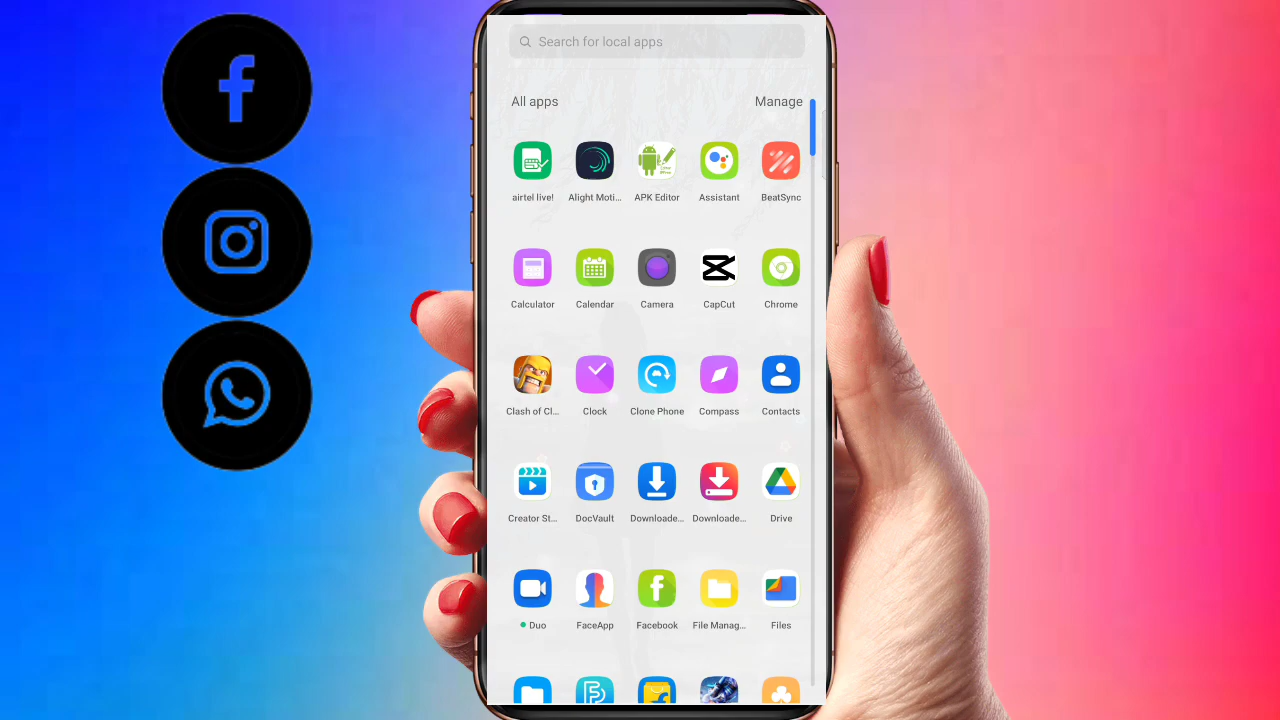 Search for local apps
All apps Manage
airtel live! Alight Moti... APK Editor Assistant BeatSync
Calculator Calendar Camera CapCut Chrome
Clash of Cl... Clock Clone Phone Compass Contacts
Creator St... DocVault Downloade... Downloade... Drive
Duo FaceApp Facebook File Manag... Files